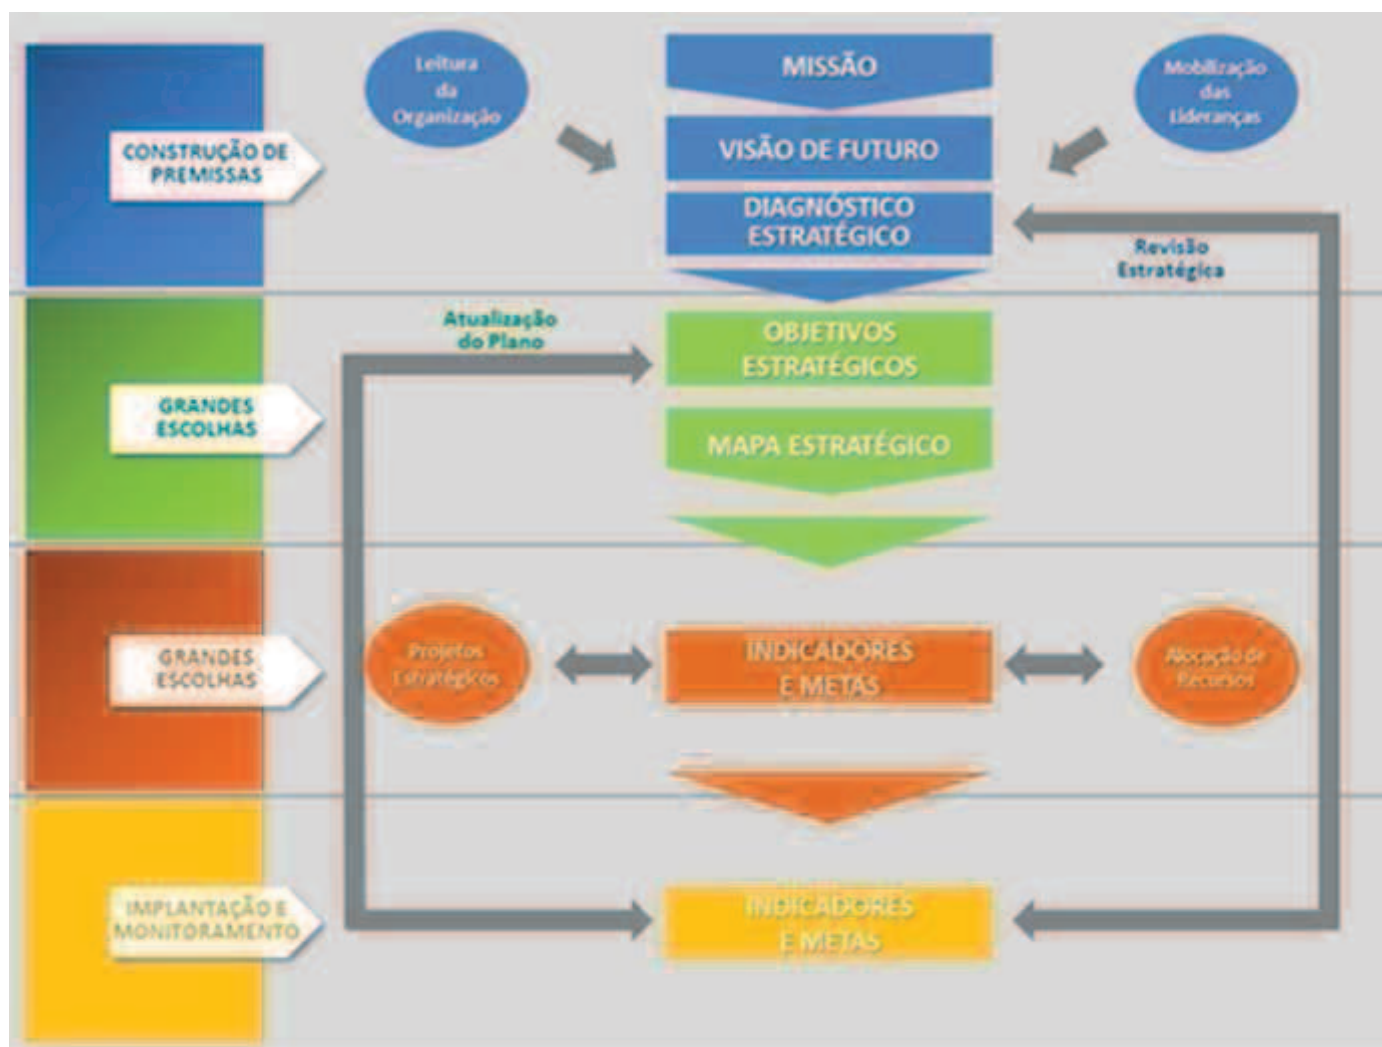 Leitura
da
Organização
MISSÃO
Mobilização
das
Lideranças
CONSTRUÇÃO DE
PREMISSAS
VISÃO DE FUTURO
DIAGNÓSTICO
ESTRATÉGICO
Revisão
Estratégica
Atualização
do Plano
OBJETIVOS
ESTRATÉGICOS
GRANDES
ESCOLHAS
MAPA ESTRATÉGICO
GRANDES
ESCOLHAS
Projetos
Estratégicos
INDICADORES
E METAS
Alocação de
Recursos
IMPLANTAÇÃO E
MONITORAMENTO
INDICADORES
E METAS